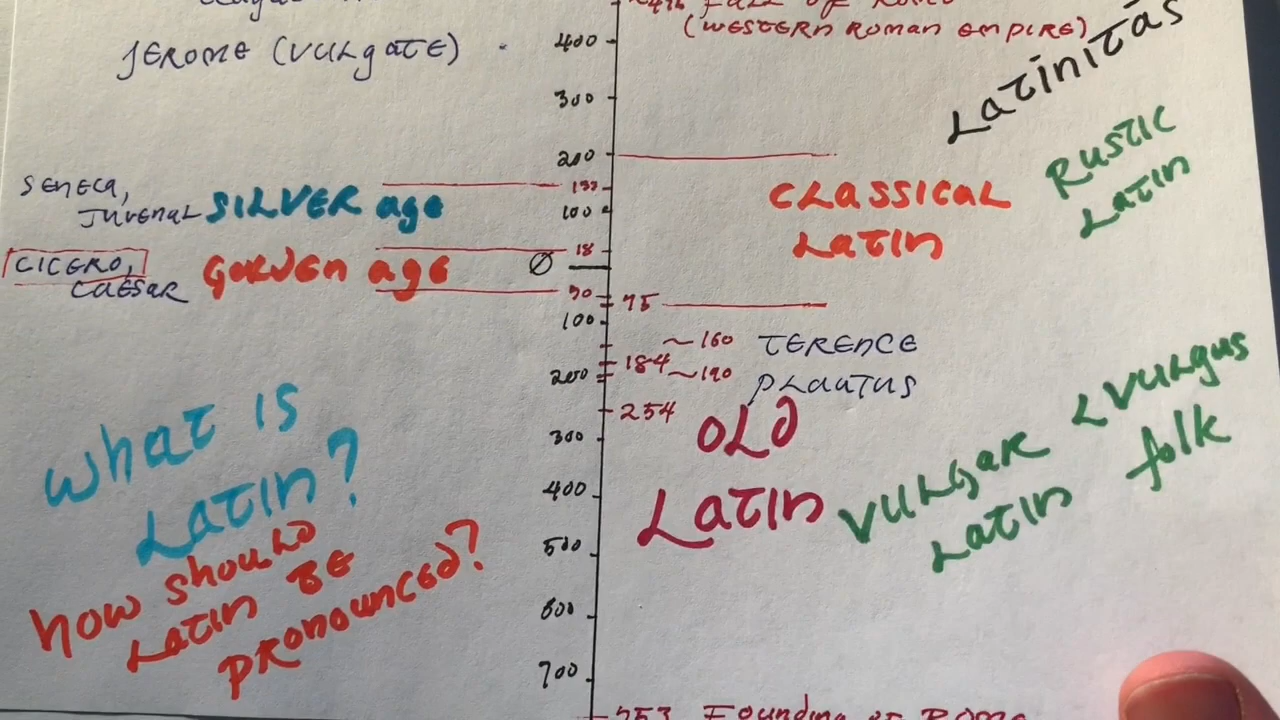 (WESTERN ROMAN EMPIRE)
JEROME (VULgATE)
400
300
LATINITAS
200
RUSTIC
LATIN
SENECA,
JUVENAL
SILVER age
133
100
CLASSICAL
LATIN
CICERO,
CAESAR
GOLDEN age
18
Ø
90
75
100
~160 TERENCE
184
200
~190 PLAUTUS
254
OLD
LATIN
300
400
500
600
700
VULGAR
LATIN
< VULgus
folk
WHAT IS
LATIN?
how should
LATIN BE
PRONOUNCED?
753 Founding of ROME